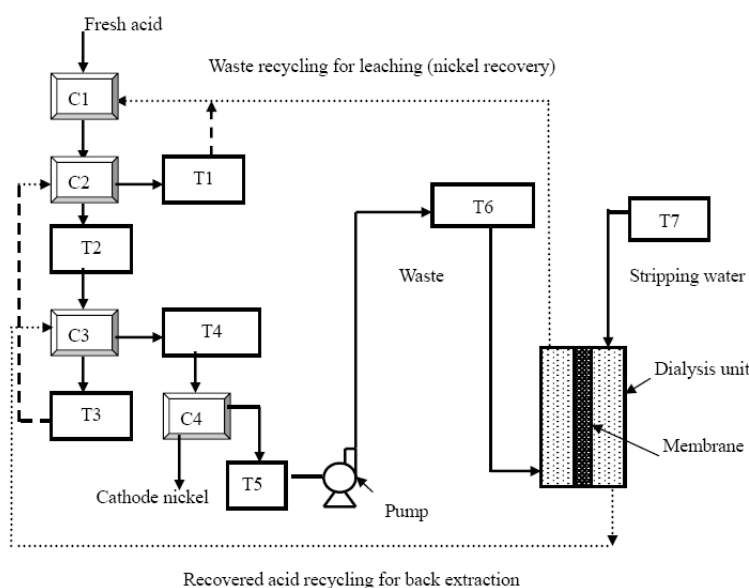 Fresh acid
Waste recycling for leaching (nickel recovery)
C1
C2
T1
T6
T7
T2
Waste
Stripping water
C3
T4
Dialysis unit
T3
C4
Membrane
T5
Cathode nickel
Pump
Recovered acid recycling for back extraction